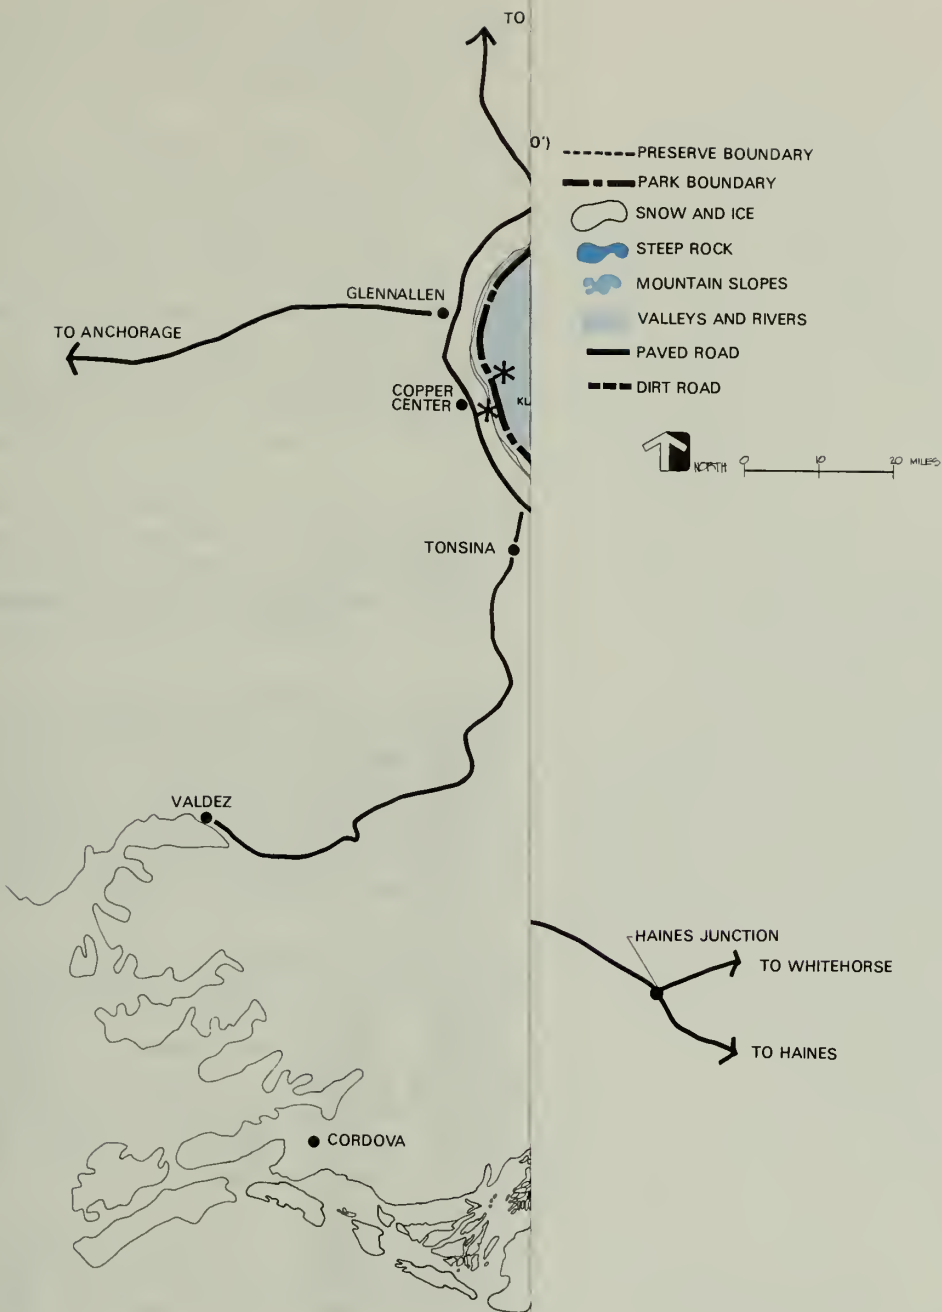 TO
0')
PRESERVE BOUNDARY
PARK BOUNDARY
SNOW AND ICE
STEEP ROCK
MOUNTAIN SLOPES
VALLEYS AND RIVERS
PAVED ROAD
DIRT ROAD
NORTH 0 10 20 MILES
GLENNALLEN
TO ANCHORAGE
COPPER
CENTER
KL
TONSINA
VALDEZ
HAINES JUNCTION
TO WHITEHORSE
TO HAINES
CORDOVA